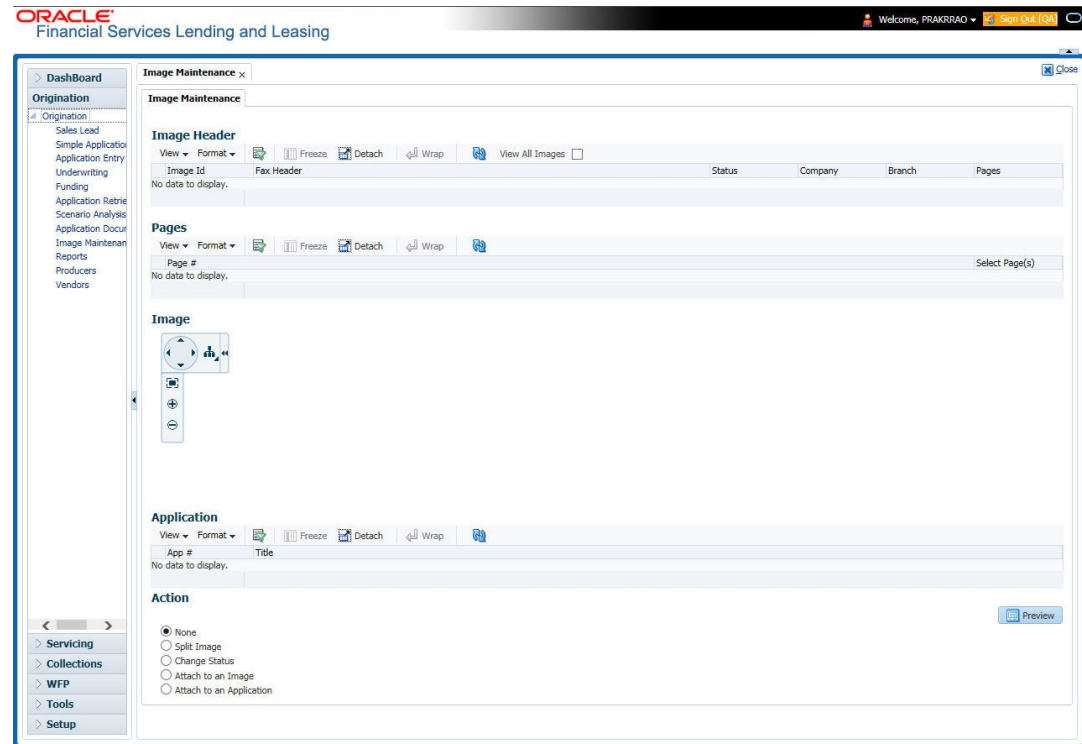 ORACLE
Financial Services Lending and Leasing
Welcome, PRAKRRAO
Sign Out [QA]
Close
DashBoard
Origination
Origination
Sales Lead
Simple Applicatio
Application Entry
Underwriting
Funding
Application Retrie
Scenario Analysis
Application Docur
Image Maintenan
Reports
Producers
Vendors
Servicing
Collections
WFP
Tools
Setup
Image Maintenance x
Image Maintenance
Image Header
View Format Freeze Detach Wrap View All Images
Image Id Fax Header Status Company Branch Pages
No data to display.
Pages
View Format Freeze Detach Wrap
Page # Select Page(s)
No data to display.
Image
Application
View Format Freeze Detach Wrap
App # Title
No data to display.
Action
Preview
None
Split Image
Change Status
Attach to an Image
Attach to an Application